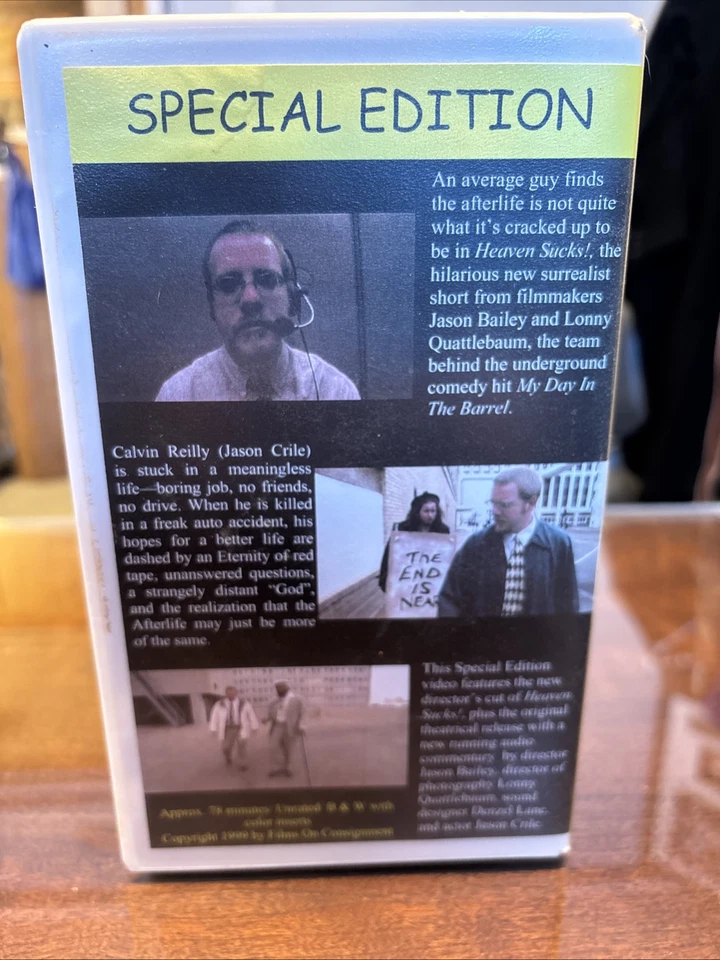 SPECIAL EDITION
An average guy finds
the afterlife is not quite
what it's cracked up to
be in Heaven Sucks!, the
hilarious new surrealist
short from filmmakers
Jason Bailey and Lonny
Quattlebaum, the team
behind the underground
comedy hit My Day In
The Barrel.
Calvin Reilly (Jason Crile)
is stuck in a meaningless
life—boring job, no friends,
no drive. When he is killed
in a freak auto accident, his
hopes for a better life are
dashed by an Eternity of red
tape, unanswered questions,
a strangely distant "God",
and the realization that the
Afterlife may just be more
of the same.
THE
END
IS
NEAR
This Special Edition
video features the new
director's cut of Heaven
Sucks!, plus the original
theatrical release with a
new running audio
commentary by director
Jason Bailey, director of
photography Lonny
Quattlebaum, sound
designer Denzel Lane,
and actor Jason Crile.
Approx. 76 minutes Unrated B & W with
color inserts
Copyright 1999 by Films On Consignment